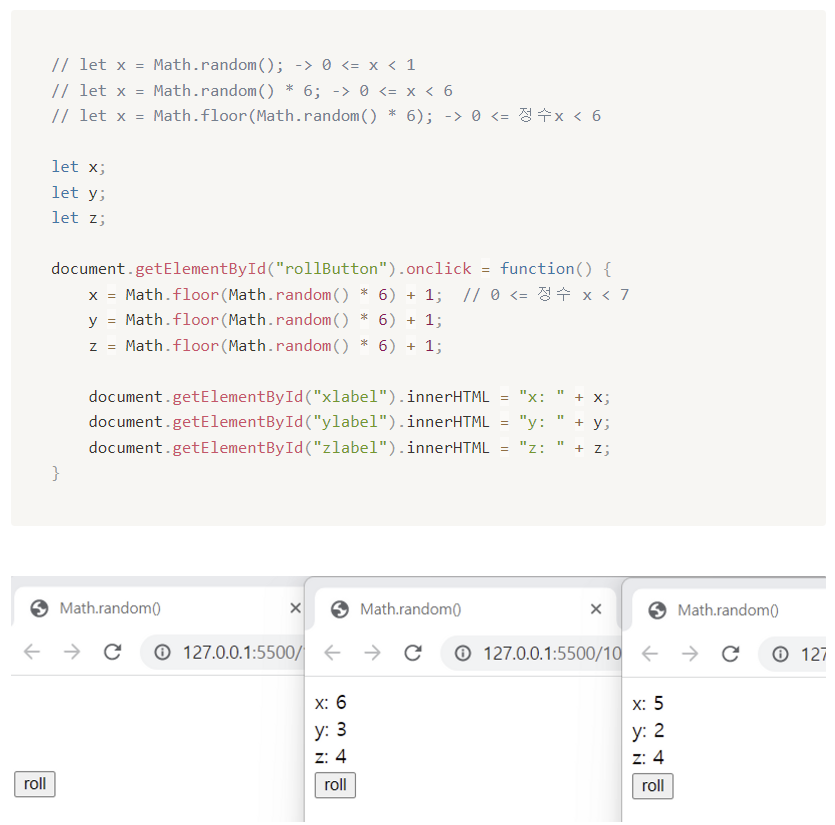 // let x = Math.random(); -> 0 <= x < 1
// let x = Math.random() * 6; -> 0 <= x < 6
// let x = Math.floor(Math.random() * 6); -> 0 <= 정수x < 6
let x;
let y;
let z;
document.getElementById("rollButton").onclick = function() {
    x = Math.floor(Math.random() * 6) + 1;  // 0 <= 정수 x < 7
    y = Math.floor(Math.random() * 6) + 1;
    z = Math.floor(Math.random() * 6) + 1;
    document.getElementById("xlabel").innerHTML = "x: " + x;
    document.getElementById("ylabel").innerHTML = "y: " + y;
    document.getElementById("zlabel").innerHTML = "z: " + z;
}
Math.random()
127.0.0.1:5500/
roll
Math.random()
127.0.0.1:5500/10
x: 6
y: 3
z: 4
roll
Math.random()
127
x: 5
y: 2
z: 4
roll